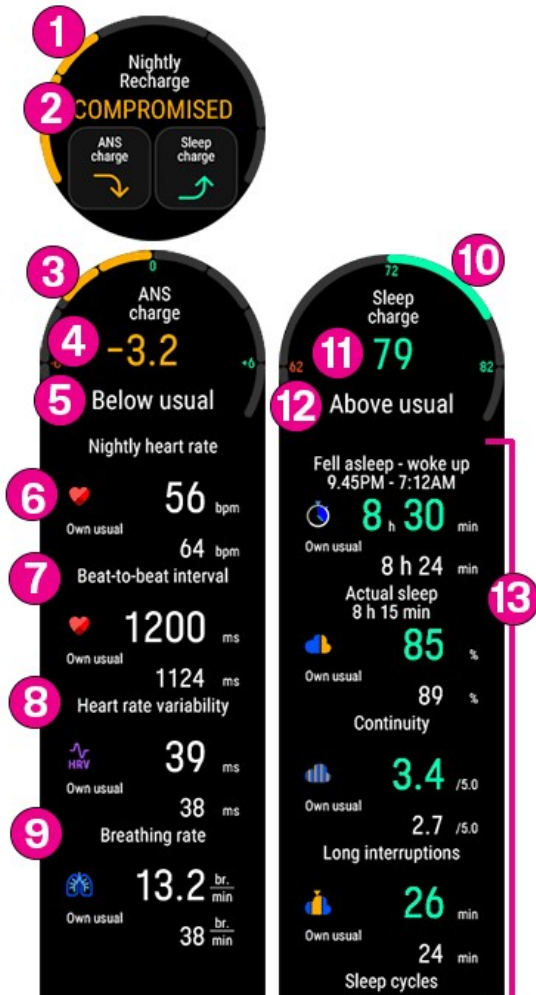 1
Nightly
Recharge
2
COMPROMISED
ANS
charge
Sleep
charge
3
0
ANS
charge
4
-3.2
+6
5
Below usual
Nightly heart rate
6
56 bpm
Own usual
64 bpm
7
Beat-to-beat interval
1200 ms
Own usual
1124 ms
8
Heart rate variability
HRV
39 ms
Own usual
38 ms
9
Breathing rate
13.2 br./min
Own usual
38 br./min
10
72
Sleep
charge
11
79
62
82
12
Above usual
13
Fell asleep - woke up
9.45PM - 7:12AM
8 h 30 min
Own usual
8 h 24 min
Actual sleep
8 h 15 min
85 %
Own usual
89 %
Continuity
3.4 /5.0
Own usual
2.7 /5.0
Long interruptions
26 min
Own usual
24 min
Sleep cycles